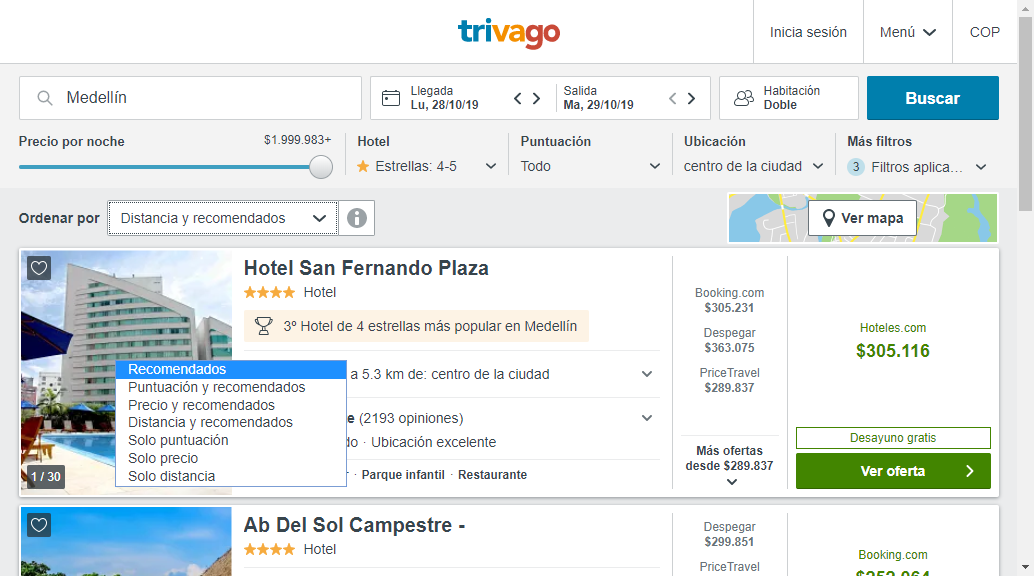 trivago
Inicia sesión
Menú
COP
Medellín
Llegada
Lu, 28/10/19
Salida
Ma, 29/10/19
Habitación
Doble
Buscar
Precio por noche
$1.999.983+
Hotel
Estrellas: 4-5
Puntuación
Todo
Ubicación
centro de la ciudad
Más filtros
3 Filtros aplica...
Ordenar por
Distancia y recomendados
Ver mapa
Hotel San Fernando Plaza
Hotel
3º Hotel de 4 estrellas más popular en Medellín
Recomendados
Puntuación y recomendados
Precio y recomendados
Distancia y recomendados
Solo puntuación
Solo precio
Solo distancia
a 5.3 km de: centro de la ciudad
(2193 opiniones)
· Ubicación excelente
· Parque infantil · Restaurante
1 / 30
Booking.com
$305.231
Despegar
$363.075
PriceTravel
$289.837
Más ofertas
desde $289.837
Hoteles.com
$305.116
Desayuno gratis
Ver oferta
Ab Del Sol Campestre -
Hotel
Despegar
$299.851
PriceTravel
Booking.com
$252.064